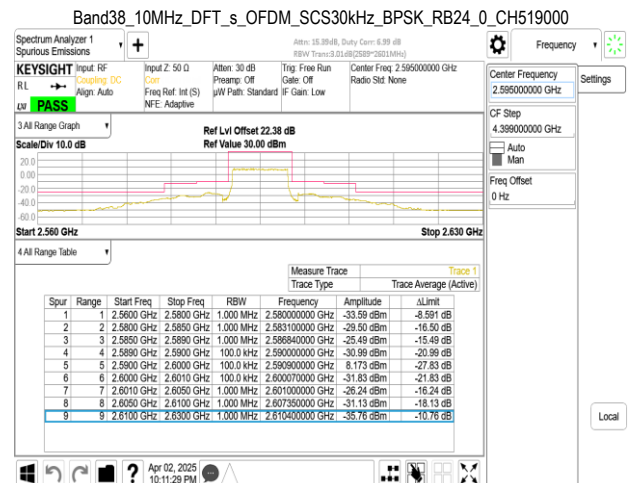 Band38_10MHz_DFT_s_OFDM_SCS30kHz_BPSK_RB24_0_CH519000
Spectrum Analyzer 1
Spurious Emissions
Attn: 15.39dB, Duty Corr: 6.99 dB
RBW Trans:3.01dB(2589~2601MHz)
Frequency
KEYSIGHT
RL
PASS
Input: RF
Coupling: DC
Align: Auto
Input Z: 50 Ω
Corr
Freq Ref: Int (S)
NFE: Adaptive
Atten: 30 dB
Preamp: Off
µW Path: Standard
Trig: Free Run
Gate: Off
IF Gain: Low
Center Freq: 2.595000000 GHz
Radio Std: None
Center Frequency
2.595000000 GHz
Settings
CF Step
4.399000000 GHz
Auto
Man
Freq Offset
0 Hz
3 All Range Graph
Scale/Div 10.0 dB
Ref Lvl Offset 22.38 dB
Ref Value 30.00 dBm
20.0
0.00
-20.0
-40.0
-60.0
Start 2.560 GHz
Stop 2.630 GHz
4 All Range Table
Measure Trace Trace 1
Trace Type Trace Average (Active)
Spur Range Start Freq Stop Freq RBW Frequency Amplitude ΔLimit
1 1 2.5600 GHz 2.5800 GHz 1.000 MHz 2.580000000 GHz -33.59 dBm -8.591 dB
2 2 2.5800 GHz 2.5850 GHz 1.000 MHz 2.583100000 GHz -29.50 dBm -16.50 dB
3 3 2.5850 GHz 2.5890 GHz 1.000 MHz 2.586840000 GHz -25.49 dBm -15.49 dB
4 4 2.5890 GHz 2.5900 GHz 100.0 kHz 2.590000000 GHz -30.99 dBm -20.99 dB
5 5 2.5900 GHz 2.6000 GHz 100.0 kHz 2.590900000 GHz 8.173 dBm -27.83 dB
6 6 2.6000 GHz 2.6010 GHz 100.0 kHz 2.600070000 GHz -31.83 dBm -21.83 dB
7 7 2.6010 GHz 2.6050 GHz 1.000 MHz 2.601000000 GHz -26.24 dBm -16.24 dB
8 8 2.6050 GHz 2.6100 GHz 1.000 MHz 2.607350000 GHz -31.13 dBm -18.13 dB
9 9 2.6100 GHz 2.6300 GHz 1.000 MHz 2.610400000 GHz -35.76 dBm -10.76 dB
Local
Apr 02, 2025
10:11:29 PM